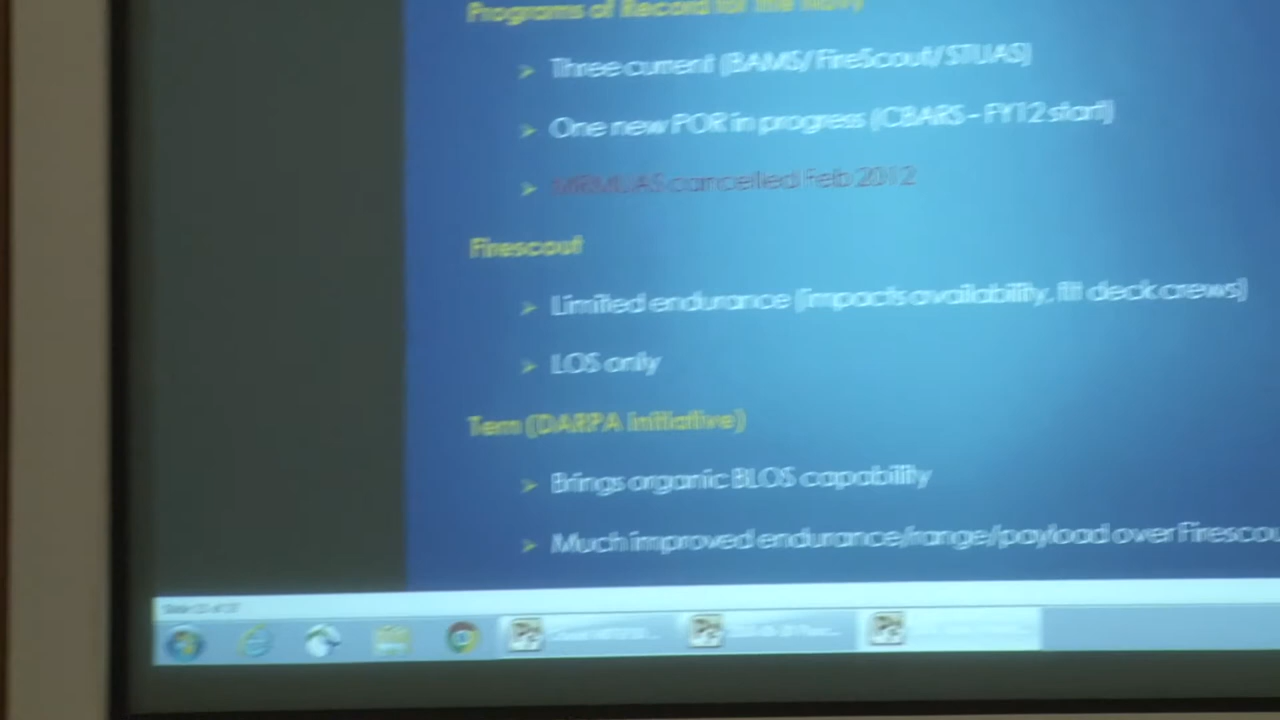 Programs of Record for the Navy
Three current (BAMS/FireScout/STUAS)
One new POR in progress (CBARS - FY12 start)
MRMUAS cancelled Feb 2012
Firescout
Limited endurance (impacts availability, flt deck crews)
LOS only
Tern (DARPA initiative)
Brings organic BLOS capability
Much improved endurance/range/payload over Firescou